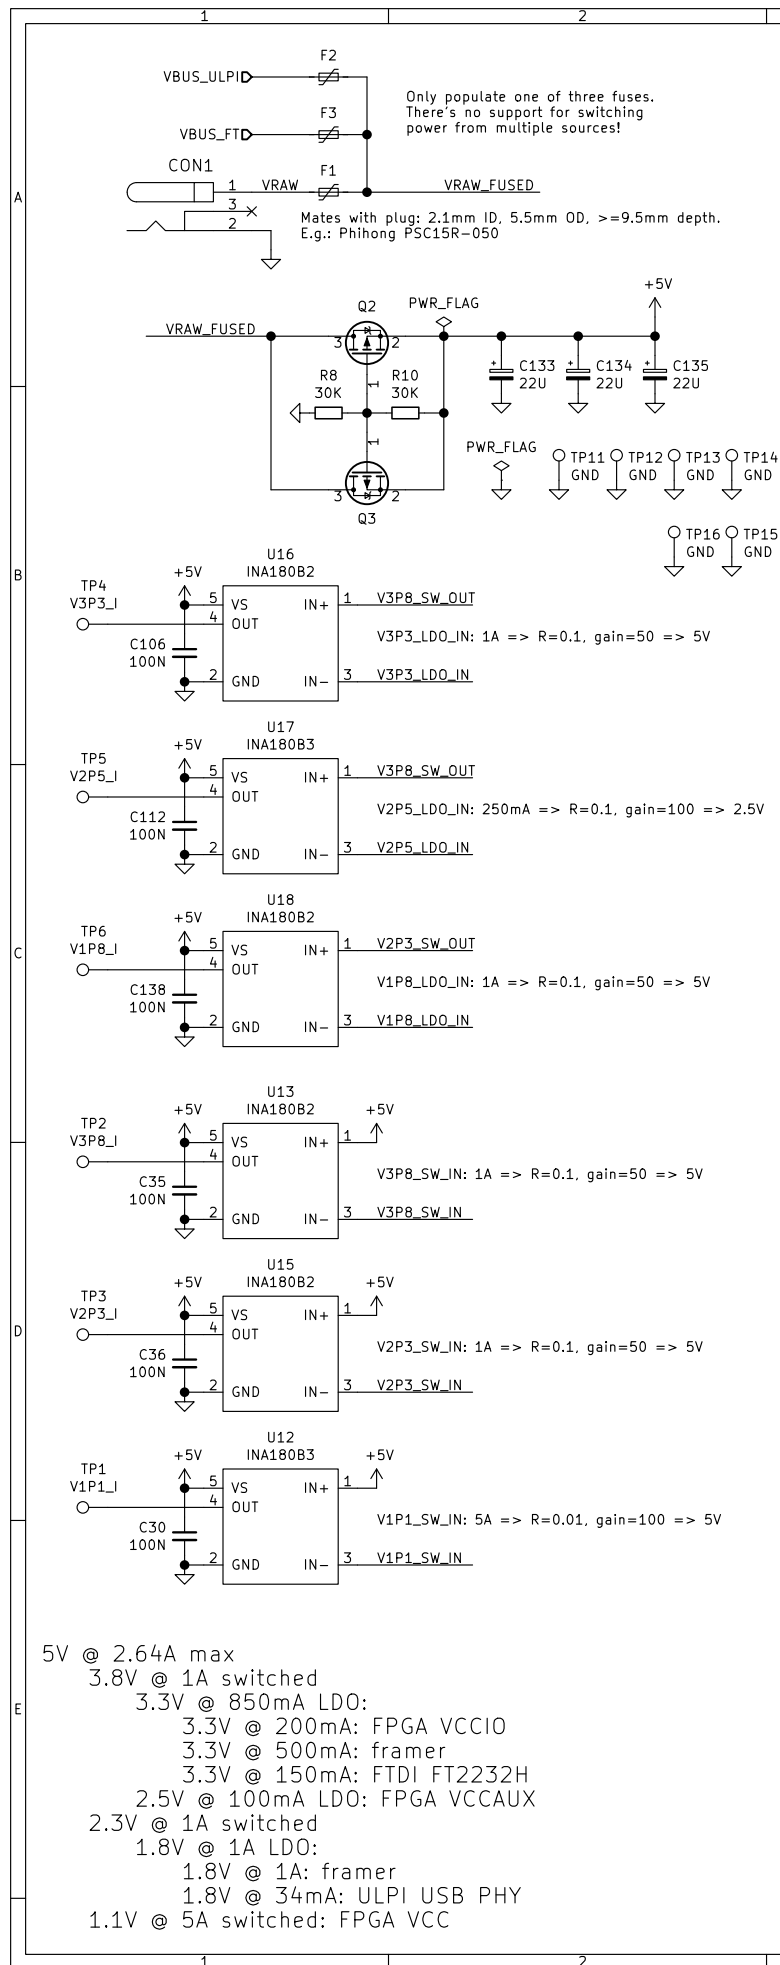 1 2
F2
VBUS_ULPI
Only populate one of three fuses.
There's no support for switching
power from multiple sources!
F3
VBUS_FT
CON1
F1
1 VRAW VRAW_FUSED
A
3
2
Mates with plug: 2.1mm ID, 5.5mm OD, >=9.5mm depth.
E.g.: Phihong PSC15R-050
+5V
Q2 PWR_FLAG
VRAW_FUSED
3 2
C133
22U
C134
22U
C135
22U
R8
30K
R10
30K
1
1
PWR_FLAG
TP11
GND
TP12
GND
TP13
GND
TP14
GND
3 2
Q3
TP16
GND
TP15
GND
B
U16
INA180B2
+5V
TP4
V3P3_I
5 VS IN+ 1 V3P8_SW_OUT
4 OUT
V3P3_LDO_IN: 1A => R=0.1, gain=50 => 5V
C106
100N
2 GND IN- 3 V3P3_LDO_IN
U17
INA180B3
+5V
TP5
V2P5_I
5 VS IN+ 1 V3P8_SW_OUT
4 OUT
V2P5_LDO_IN: 250mA => R=0.1, gain=100 => 2.5V
C112
100N
2 GND IN- 3 V2P5_LDO_IN
U18
INA180B2
+5V
TP6
V1P8_I
C
5 VS IN+ 1 V2P3_SW_OUT
4 OUT
V1P8_LDO_IN: 1A => R=0.1, gain=50 => 5V
C138
100N
2 GND IN- 3 V1P8_LDO_IN
U13
INA180B2
+5V +5V
TP2
V3P8_I
5 VS IN+ 1
4 OUT
V3P8_SW_IN: 1A => R=0.1, gain=50 => 5V
C35
100N
2 GND IN- 3 V3P8_SW_IN
U15
INA180B2
+5V +5V
TP3
V2P3_I
5 VS IN+ 1
D
4 OUT
V2P3_SW_IN: 1A => R=0.1, gain=50 => 5V
C36
100N
2 GND IN- 3 V2P3_SW_IN
U12
INA180B3
+5V +5V
TP1
V1P1_I
5 VS IN+ 1
4 OUT
V1P1_SW_IN: 5A => R=0.01, gain=100 => 5V
C30
100N
2 GND IN- 3 V1P1_SW_IN
5V @ 2.64A max
3.8V @ 1A switched
E
3.3V @ 850mA LDO:
3.3V @ 200mA: FPGA VCCIO
3.3V @ 500mA: framer
3.3V @ 150mA: FTDI FT2232H
2.5V @ 100mA LDO: FPGA VCCAUX
2.3V @ 1A switched
1.8V @ 1A LDO:
1.8V @ 1A: framer
1.8V @ 34mA: ULPI USB PHY
1.1V @ 5A switched: FPGA VCC
1 2